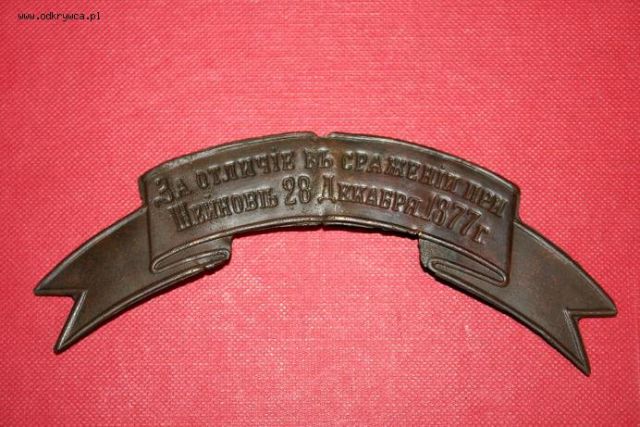 www.odkrywca.pl
За отличіе въ сраженіи при
Шейновѣ 28 Декабря 1877 г